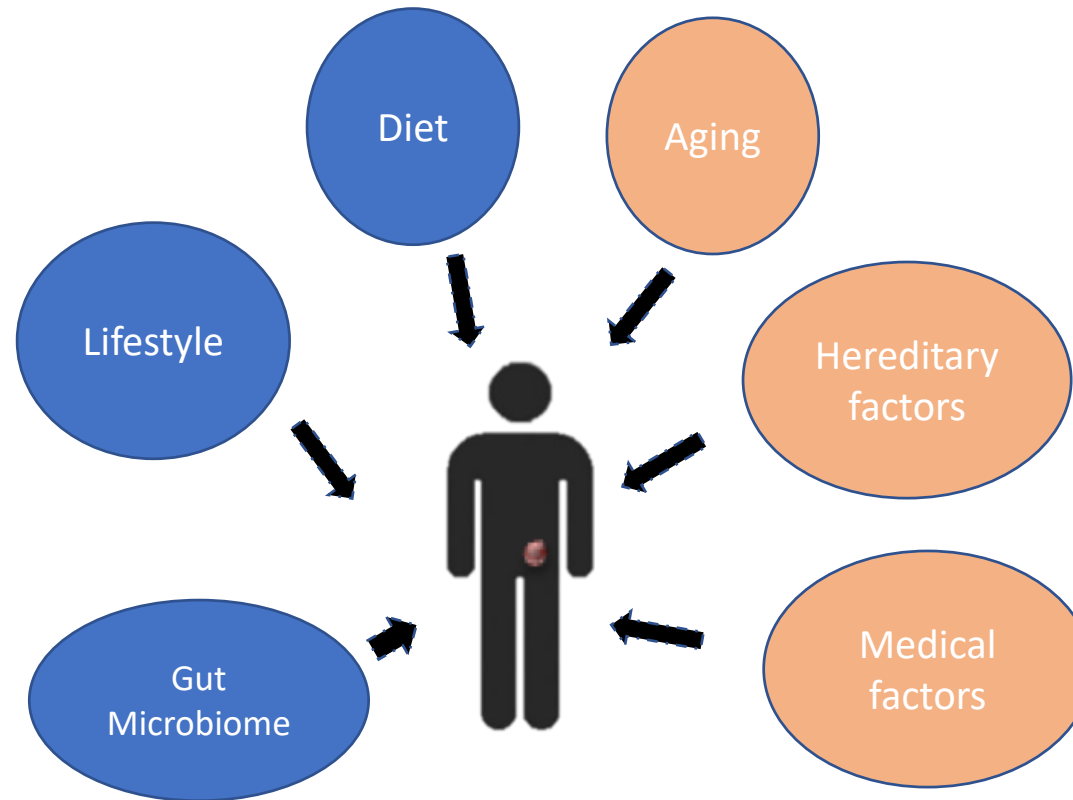 Diet
Aging
Lifestyle
Hereditary
factors
Gut
Microbiome
Medical
factors